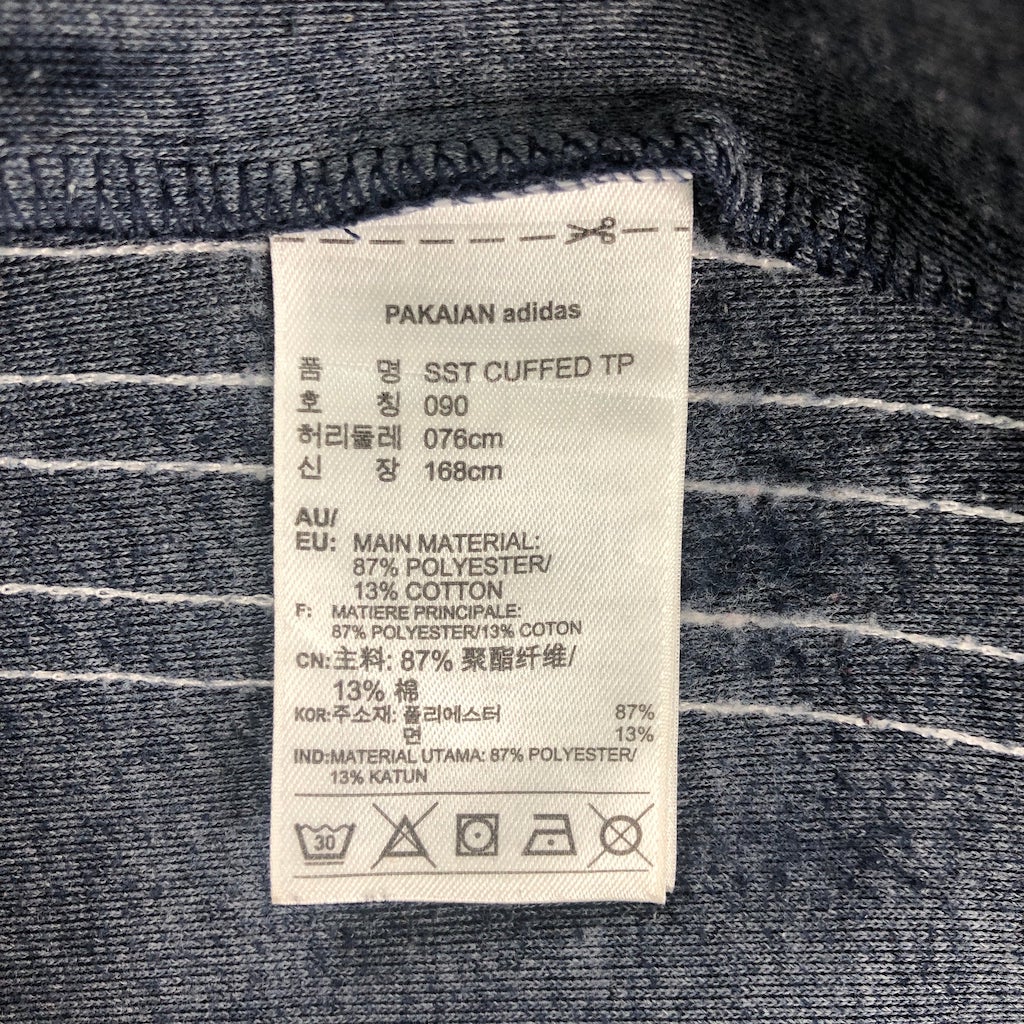 PAKAIAN adidas
품 명 SST CUFFED TP
호 칭 090
허리둘레 076cm
신 장 168cm
AU/
EU: MAIN MATERIAL:
87% POLYESTER/
13% COTTON
F: MATIERE PRINCIPALE:
87% POLYESTER/13% COTON
CN:主料: 87% 聚酯纤维/
13% 棉
KOR:주소재: 폴리에스터 87%
면 13%
IND:MATERIAL UTAMA: 87% POLYESTER/
13% KATUN
30